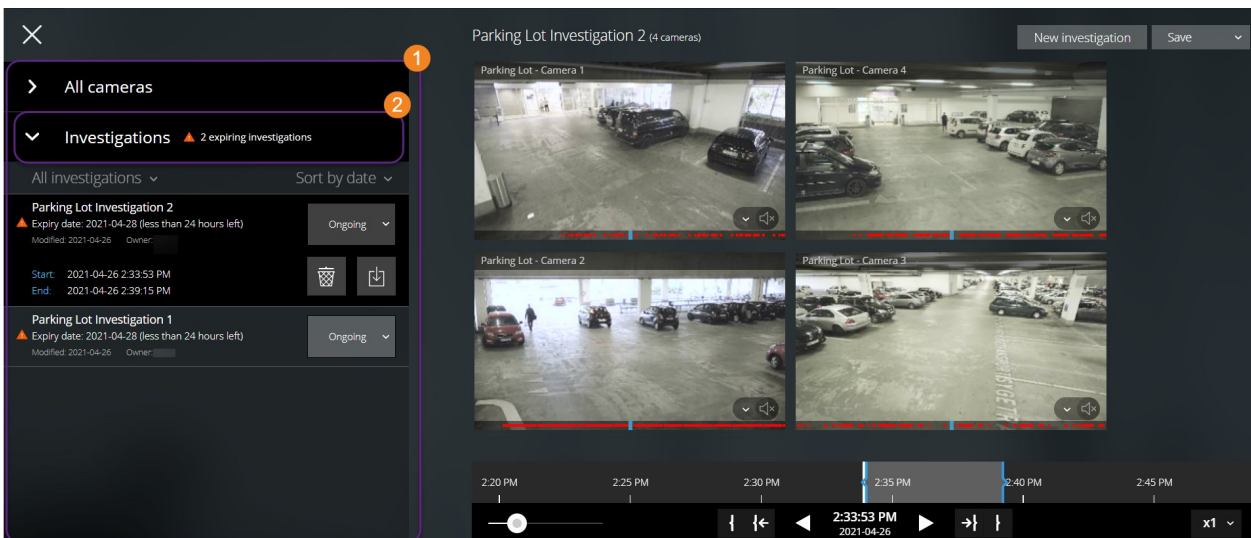 1
All cameras
2
Investigations 2 expiring investigations
All investigations Sort by date
Parking Lot Investigation 2
Expiry date: 2021-04-28 (less than 24 hours left)
Modified: 2021-04-26 Owner:
Ongoing
Start: 2021-04-26 2:33:53 PM
End: 2021-04-26 2:39:15 PM
Parking Lot Investigation 1
Expiry date: 2021-04-28 (less than 24 hours left)
Modified: 2021-04-26 Owner:
Ongoing
Parking Lot Investigation 2 (4 cameras)
New investigation Save
Parking Lot - Camera 1
Parking Lot - Camera 4
Parking Lot - Camera 2
Parking Lot - Camera 3
2:20 PM 2:25 PM 2:30 PM 2:35 PM 2:40 PM 2:45 PM
2:33:53 PM
2021-04-26
x1